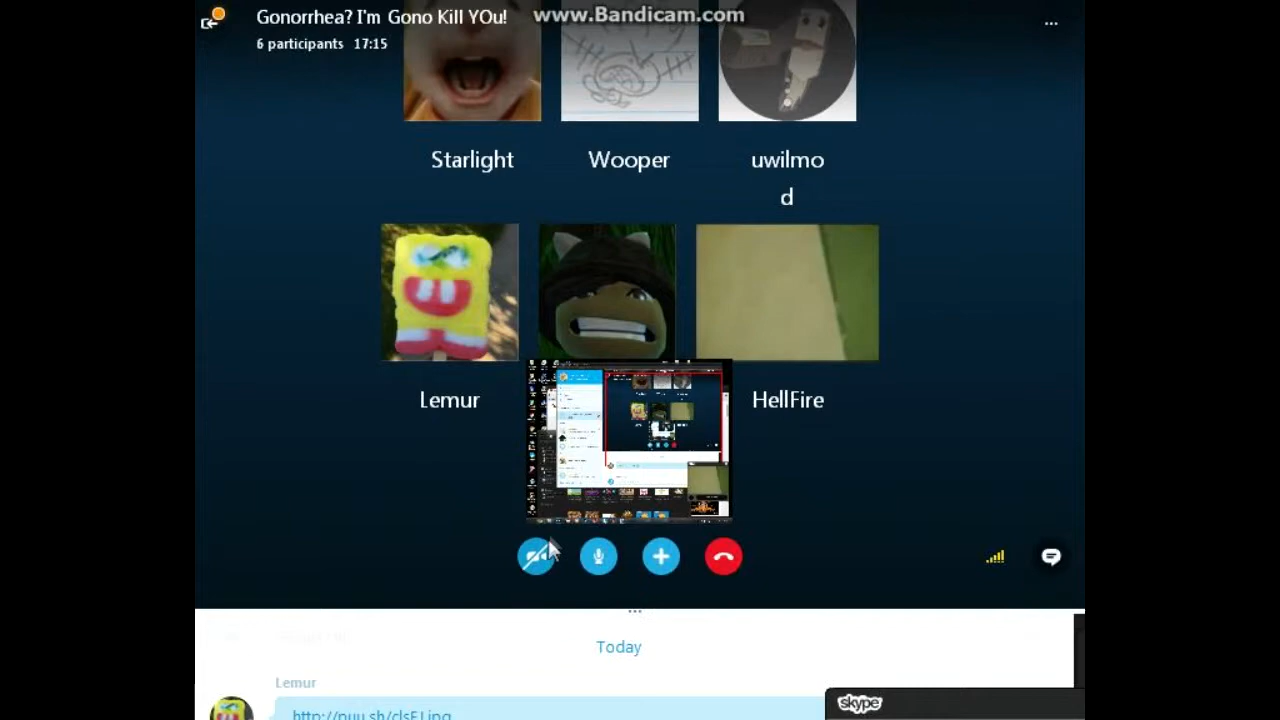 Gonorrhea? I'm Gono Kill YOu!
www.Bandicam.com
6 participants 17:15
Starlight
Wooper
uwilmo
d
Lemur
HellFire
Today
Lemur
skype